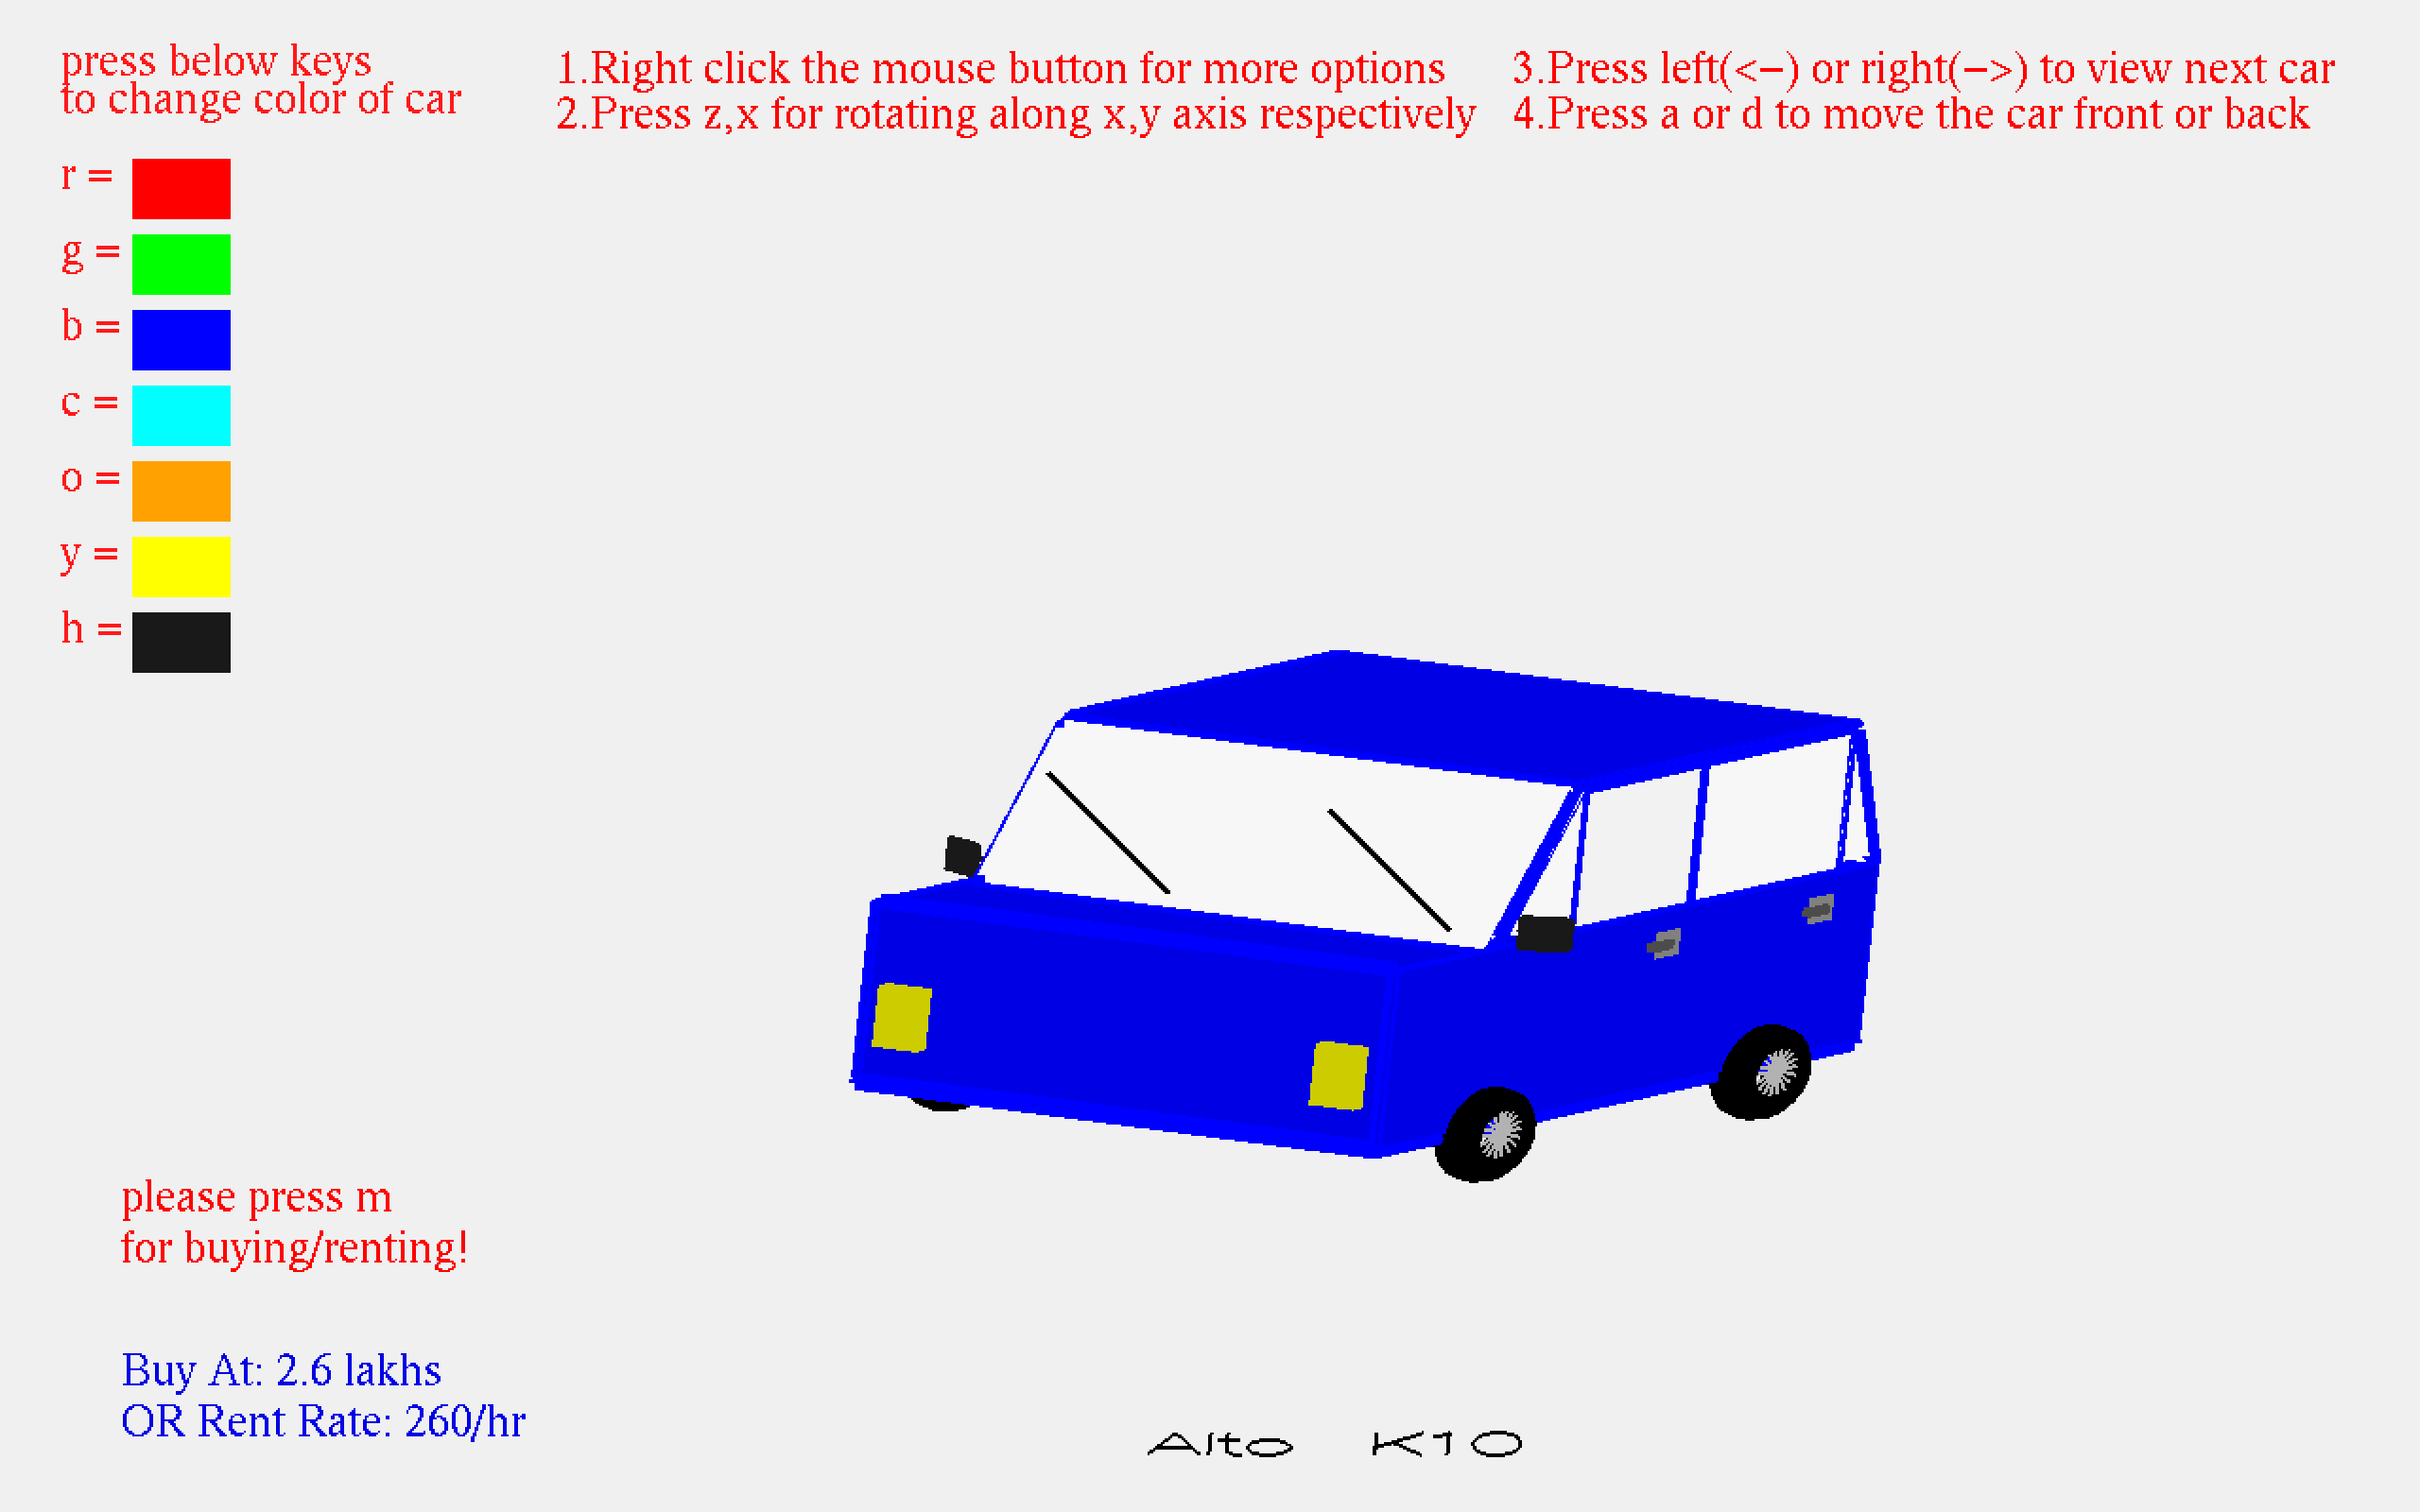 press below keys
to change color of car
1.Right click the mouse button for more options
2.Press z,x for rotating along x,y axis respectively
3.Press left(<-) or right(->) to view next car
4.Press a or d to move the car front or back
r =
g =
b =
c =
o =
y =
h =
please press m
for buying/renting!
Buy At: 2.6 lakhs
OR Rent Rate: 260/hr
Alto K10